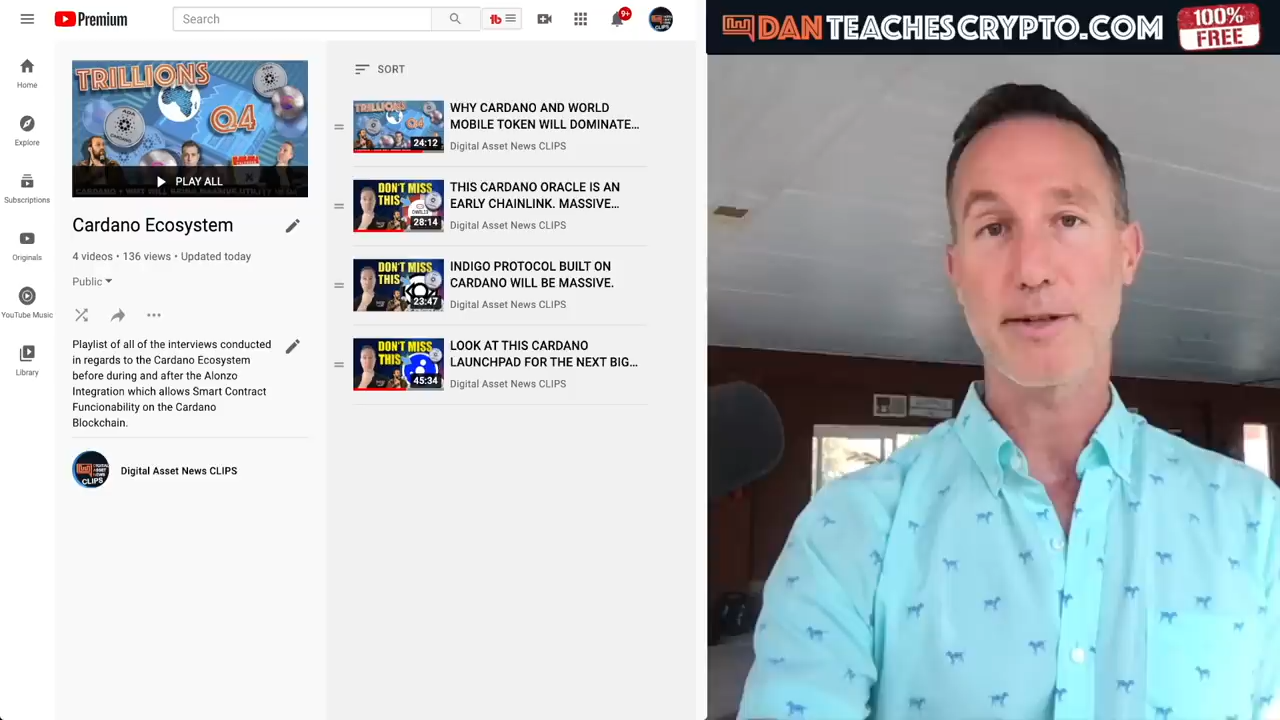 Premium
Search
tb
9+
DANTEACHESCRYPTO.COM
100%
FREE
Home
Explore
Subscriptions
Originals
YouTube Music
Library
TRILLIONS
Q4
PLAY ALL
Cardano Ecosystem
4 videos • 136 views • Updated today
Public
Playlist of all of the interviews conducted
in regards to the Cardano Ecosystem
before during and after the Alonzo
Integration which allows Smart Contract
Funcionability on the Cardano
Blockchain.
CLIPS
Digital Asset News CLIPS
SORT
TRILLIONS
Q4
24:12
WHY CARDANO AND WORLD
MOBILE TOKEN WILL DOMINATE…
Digital Asset News CLIPS
DON'T MISS
THIS
28:14
THIS CARDANO ORACLE IS AN
EARLY CHAINLINK. MASSIVE…
Digital Asset News CLIPS
DON'T MISS
THIS
23:47
INDIGO PROTOCOL BUILT ON
CARDANO WILL BE MASSIVE.
Digital Asset News CLIPS
DON'T MISS
THIS
45:34
LOOK AT THIS CARDANO
LAUNCHPAD FOR THE NEXT BIG…
Digital Asset News CLIPS